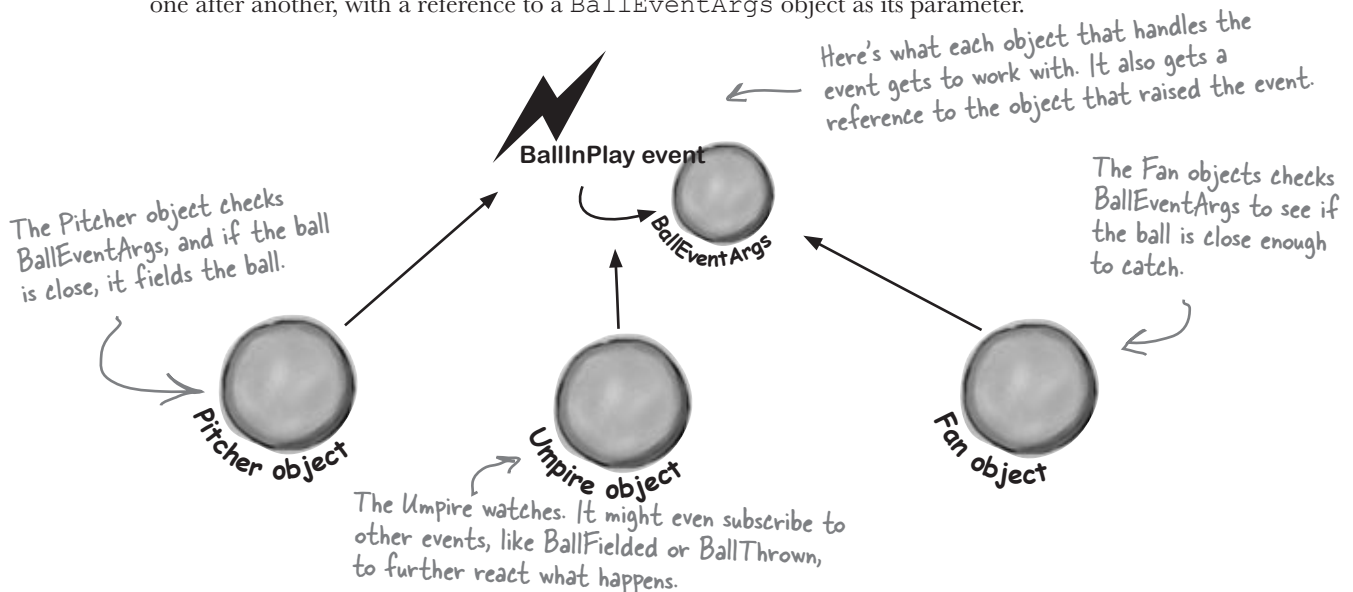 one after another, with a reference to a BallEventArgs object as its parameter.
Here's what each object that handles the
event gets to work with. It also gets a
reference to the object that raised the event.
BallInPlay event
BallEventArgs
The Pitcher object checks
BallEventArgs, and if the ball
is close, it fields the ball.
The Fan objects checks
BallEventArgs to see if
the ball is close enough
to catch.
Pitcher object
Umpire object
Fan object
The Umpire watches. It might even subscribe to
other events, like BallFielded or BallThrown,
to further react what happens.